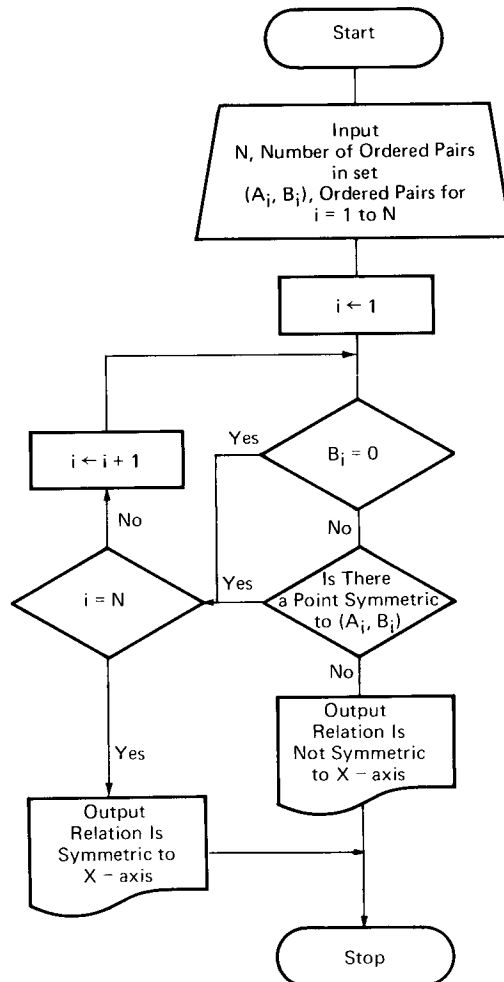 Start
Input
N, Number of Ordered Pairs
in set
(Aᵢ, Bᵢ), Ordered Pairs for
i = 1 to N
i ← 1
Yes
Bᵢ = 0
i ← i + 1
No
No
i = N
Yes
Is There
a Point Symmetric
to (Aᵢ, Bᵢ)
No
Output
Relation Is
Not Symmetric
to X – axis
Yes
Output
Relation Is
Symmetric to
X – axis
Stop